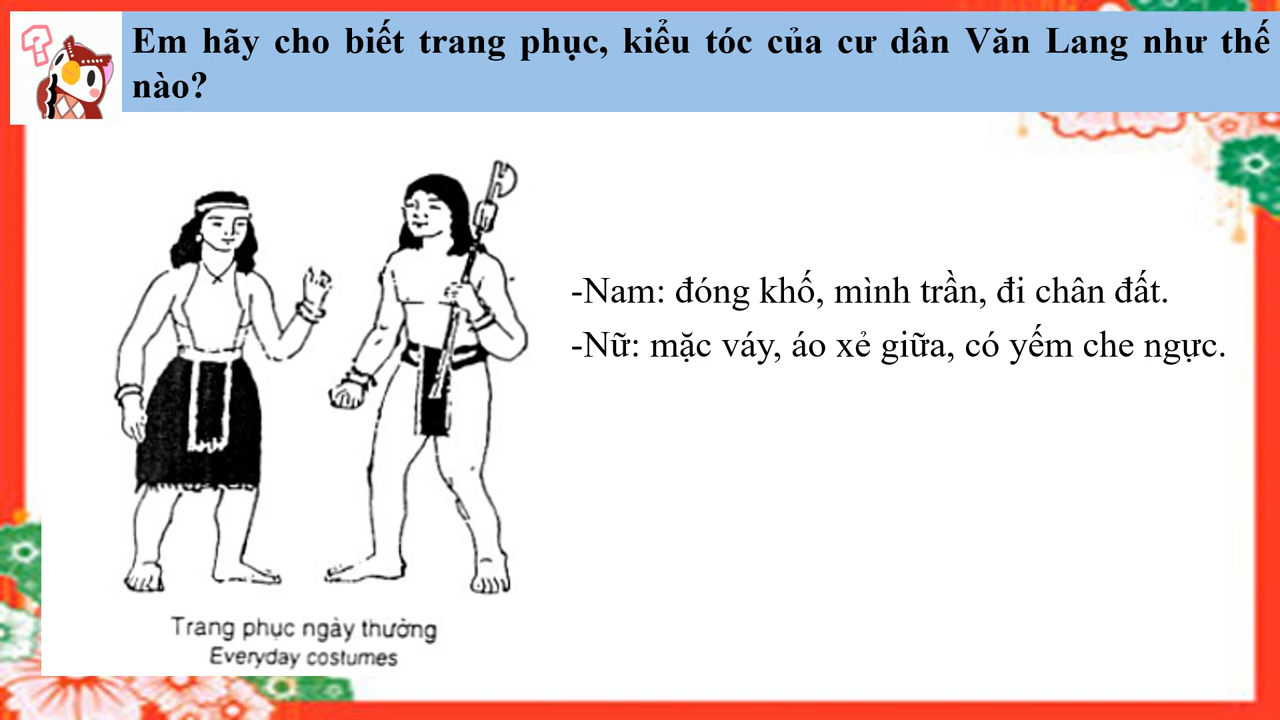 Em hãy cho biết trang phục, kiểu tóc của cư dân Văn Lang như thế
nào?
-Nam: đóng khố, mình trần, đi chân đất.
-Nữ: mặc váy, áo xẻ giữa, có yếm che ngực.
Trang phục ngày thường
Everyday costumes